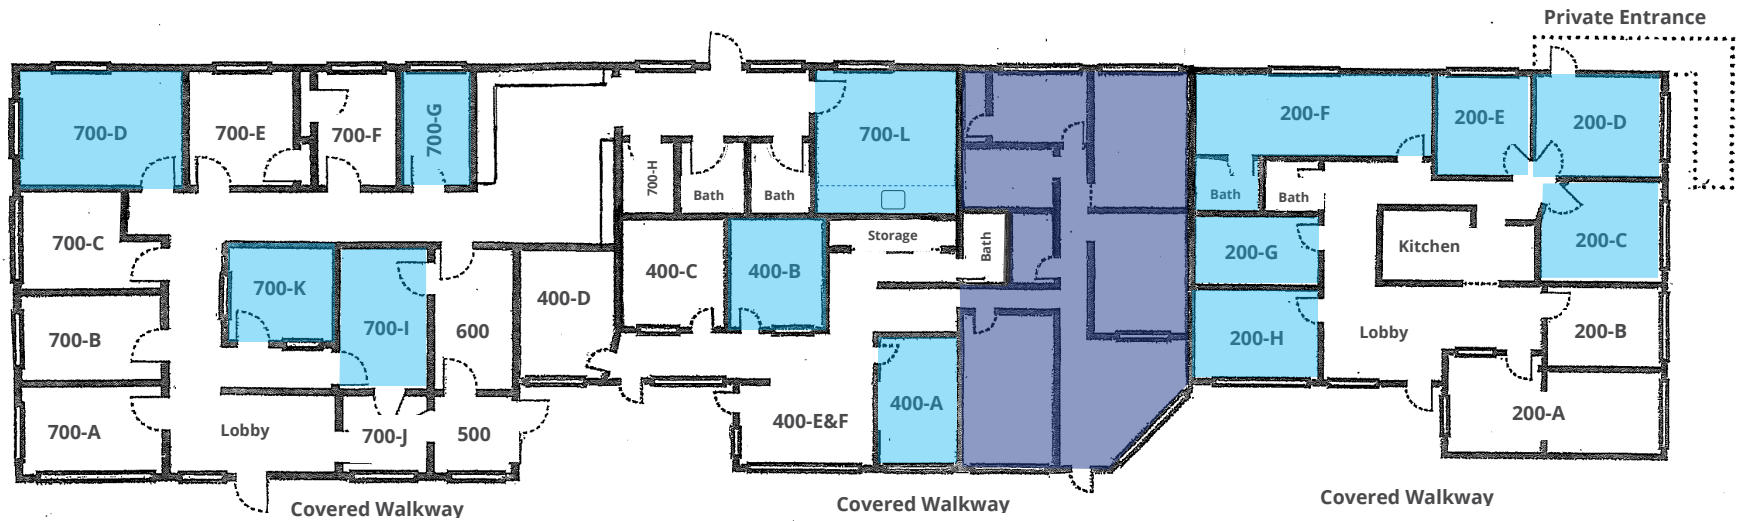 Private Entrance
700-D
700-E
700-F
700-G
700-L
200-F
200-E
200-D
700-H
Bath
Bath
Bath
Bath
700-C
400-C
400-B
Storage
Bath
200-G
Kitchen
200-C
700-K
700-I
600
400-D
700-B
200-H
Lobby
200-B
700-A
Lobby
700-J
500
400-E&F
400-A
200-A
Covered Walkway
Covered Walkway
Covered Walkway